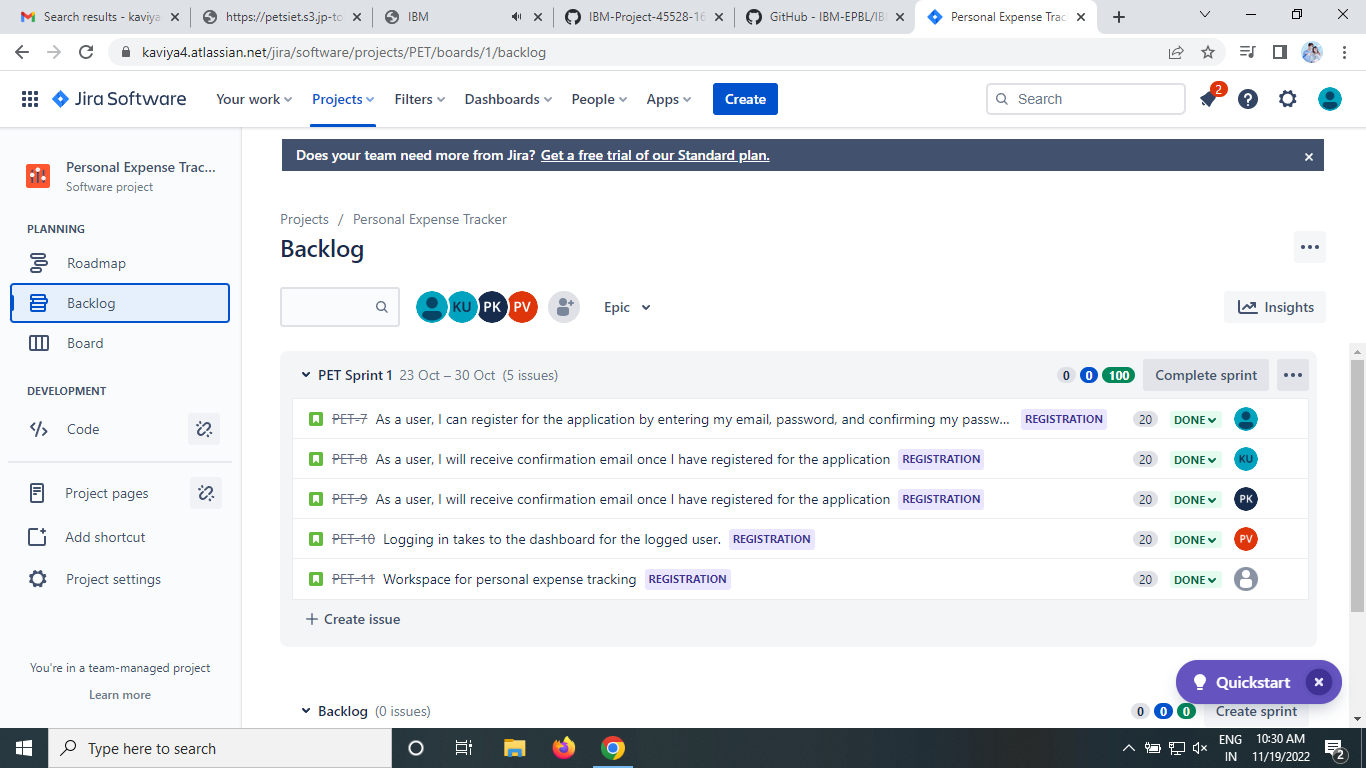 Search results - kaviya
https://petsiet.s3.jp-to
IBM
IBM-Project-45528-16
GitHub - IBM-EPBL/IB
Personal Expense Trac
kaviya4.atlassian.net/jira/software/projects/PET/boards/1/backlog
Jira Software
Your work
Projects
Filters
Dashboards
People
Apps
Create
Search
2
Does your team need more from Jira? Get a free trial of our Standard plan.
Personal Expense Trac...
Software project
PLANNING
Roadmap
Backlog
Board
DEVELOPMENT
Code
Project pages
Add shortcut
Project settings
You're in a team-managed project
Learn more
Projects / Personal Expense Tracker
Backlog
KU PK PV
Epic
Insights
PET Sprint 1 23 Oct – 30 Oct (5 issues)
0 0 100
Complete sprint
PET-7 As a user, I can register for the application by entering my email, password, and confirming my passw... REGISTRATION 20 DONE
PET-8 As a user, I will receive confirmation email once I have registered for the application REGISTRATION 20 DONE KU
PET-9 As a user, I will receive confirmation email once I have registered for the application REGISTRATION 20 DONE PK
PET-10 Logging in takes to the dashboard for the logged user. REGISTRATION 20 DONE PV
PET-11 Workspace for personal expense tracking REGISTRATION 20 DONE
Create issue
Quickstart
Backlog (0 issues)
0 0 0
Create sprint
Type here to search
ENG
IN
10:30 AM
11/19/2022
2